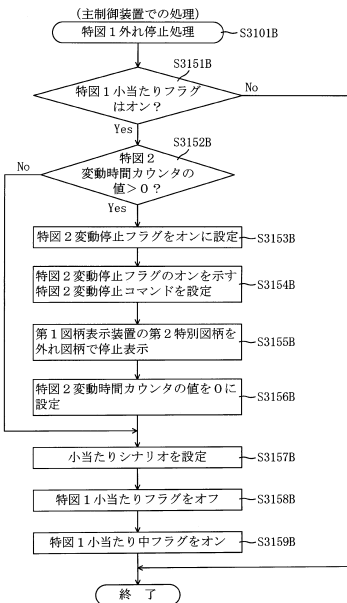 (主制御装置での処理)
特図1外れ停止処理
S3101B
S3151B
特図1小当たりフラグ
はオン?
No
Yes
S3152B
特図2
変動時間カウンタの
値>0?
No
Yes
特図2変動停止フラグをオンに設定
S3153B
特図2変動停止フラグのオンを示す
特図2変動停止コマンドを設定
S3154B
第1図柄表示装置の第2特別図柄を
外れ図柄で停止表示
S3155B
特図2変動時間カウンタの値を0に
設定
S3156B
小当たりシナリオを設定
S3157B
特図1小当たりフラグをオフ
S3158B
特図1小当たり中フラグをオン
S3159B
終 了